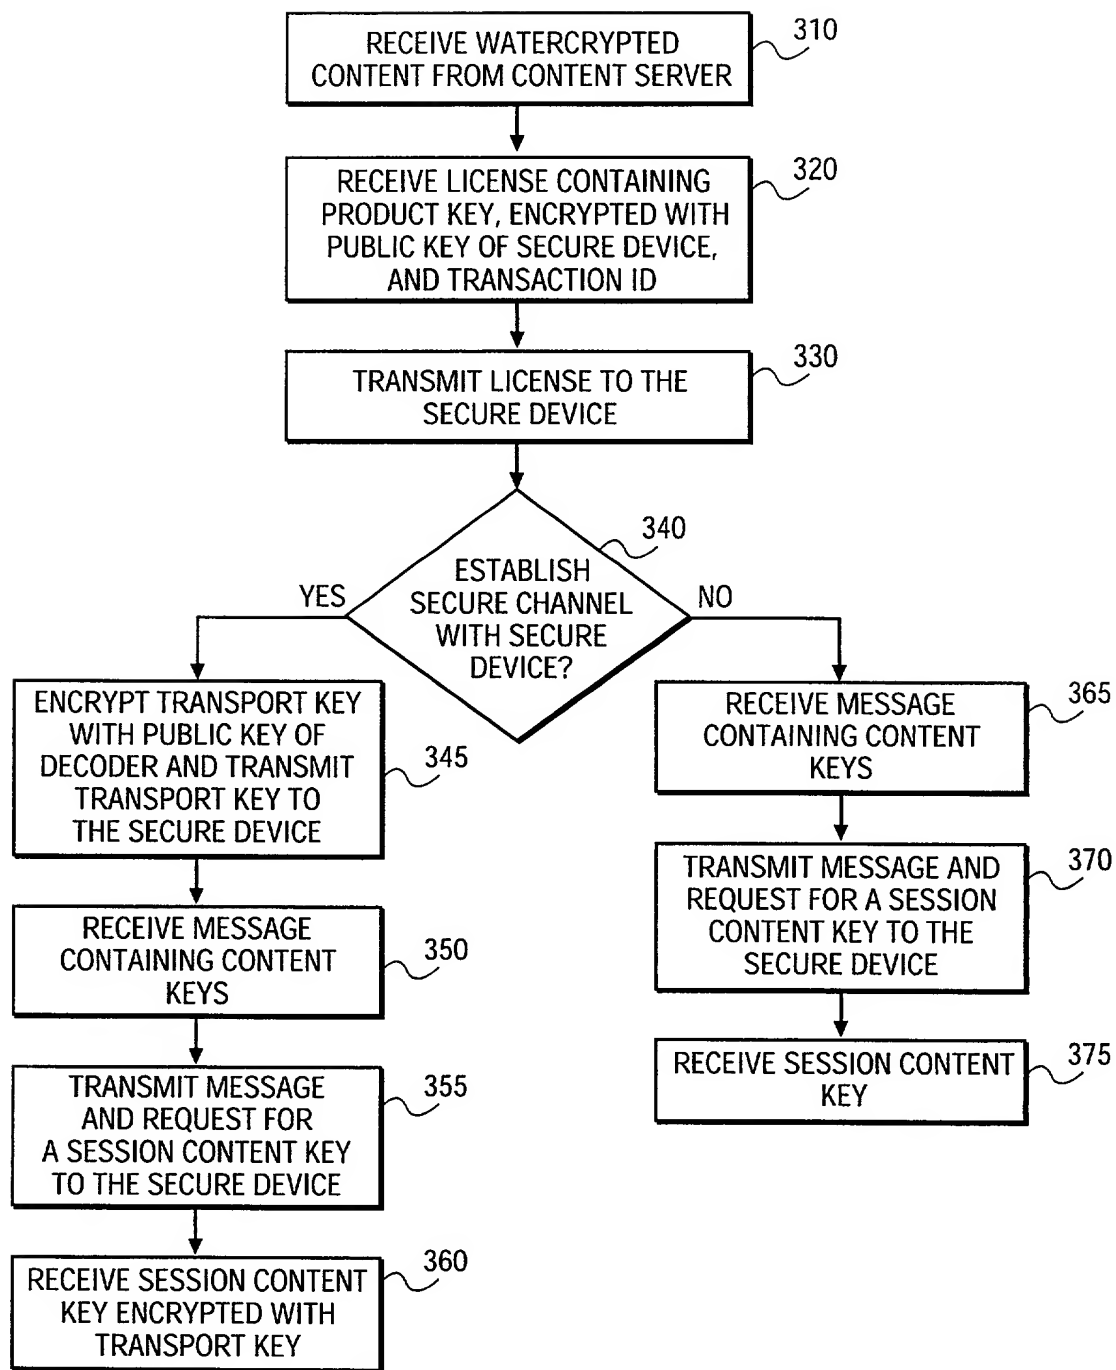 RECEIVE WATERCRYPTED
CONTENT FROM CONTENT SERVER
310
RECEIVE LICENSE CONTAINING
PRODUCT KEY, ENCRYPTED WITH
PUBLIC KEY OF SECURE DEVICE,
AND TRANSACTION ID
320
TRANSMIT LICENSE TO THE
SECURE DEVICE
330
ESTABLISH
SECURE CHANNEL
WITH SECURE
DEVICE?
340
YES
NO
ENCRYPT TRANSPORT KEY
WITH PUBLIC KEY OF
DECODER AND TRANSMIT
TRANSPORT KEY TO
THE SECURE DEVICE
345
RECEIVE MESSAGE
CONTAINING CONTENT
KEYS
350
TRANSMIT MESSAGE
AND REQUEST FOR
A SESSION CONTENT KEY
TO THE SECURE DEVICE
355
RECEIVE SESSION CONTENT
KEY ENCRYPTED WITH
TRANSPORT KEY
360
RECEIVE MESSAGE
CONTAINING CONTENT
KEYS
365
TRANSMIT MESSAGE AND
REQUEST FOR A SESSION
CONTENT KEY TO THE
SECURE DEVICE
370
RECEIVE SESSION CONTENT
KEY
375